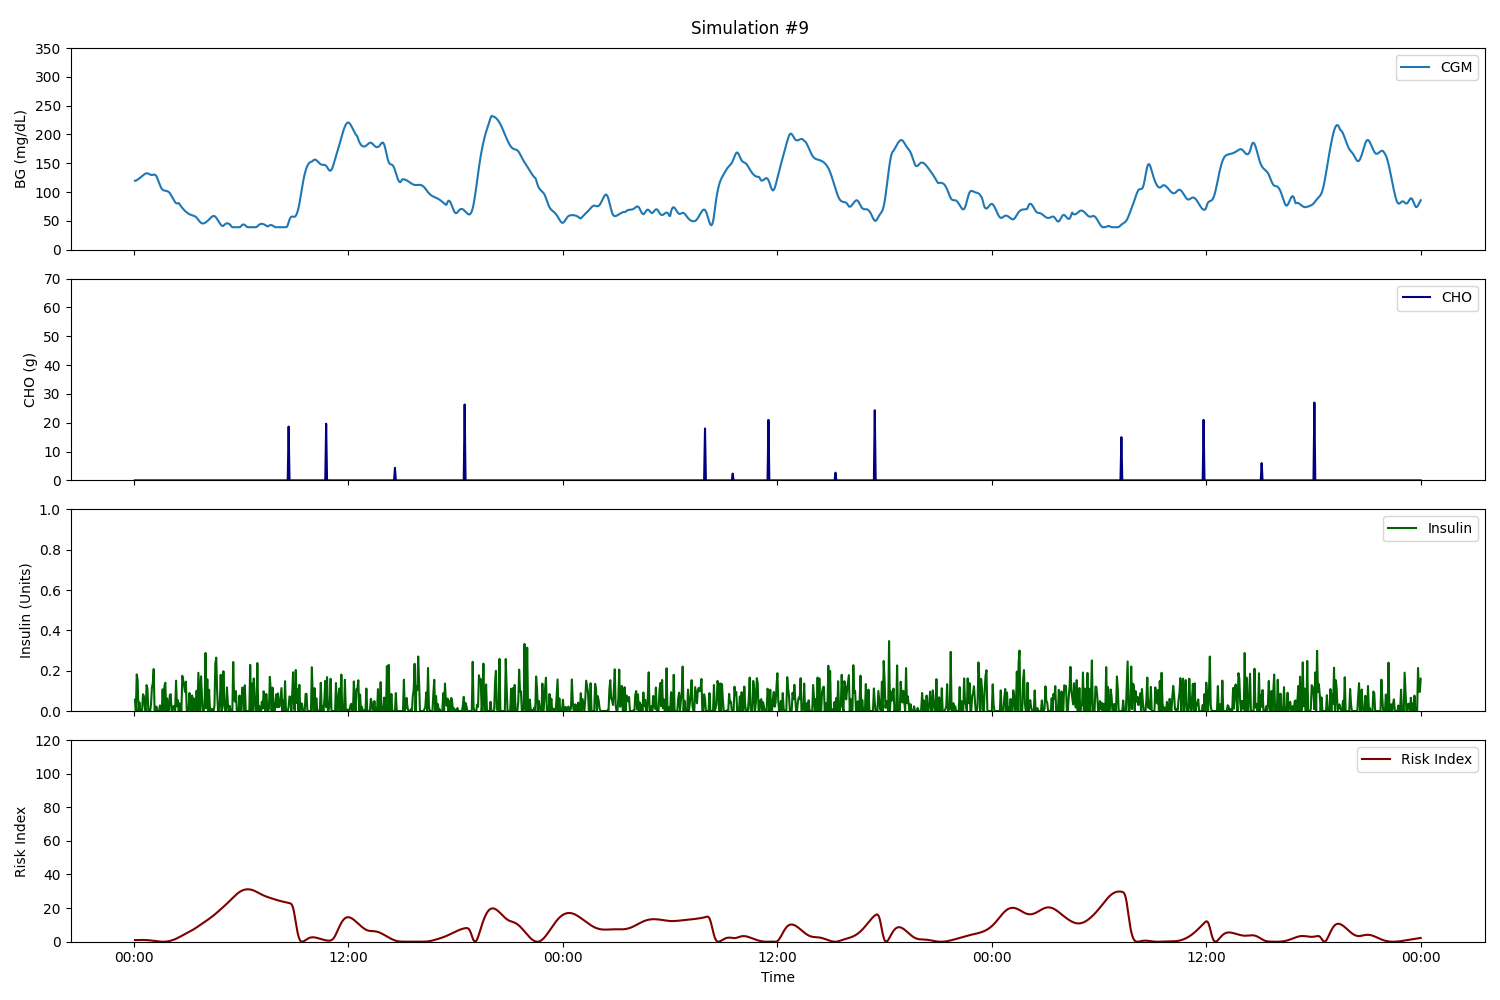 Simulation #9
350
300
250
200
150
100
50
0
BG (mg/dL)
CGM
70
60
50
40
30
20
10
0
CHO (g)
CHO
1.0
0.8
0.6
0.4
0.2
0.0
Insulin (Units)
Insulin
120
100
80
60
40
20
0
Risk Index
Risk Index
00:00 12:00 00:00 12:00 00:00 12:00 00:00
Time